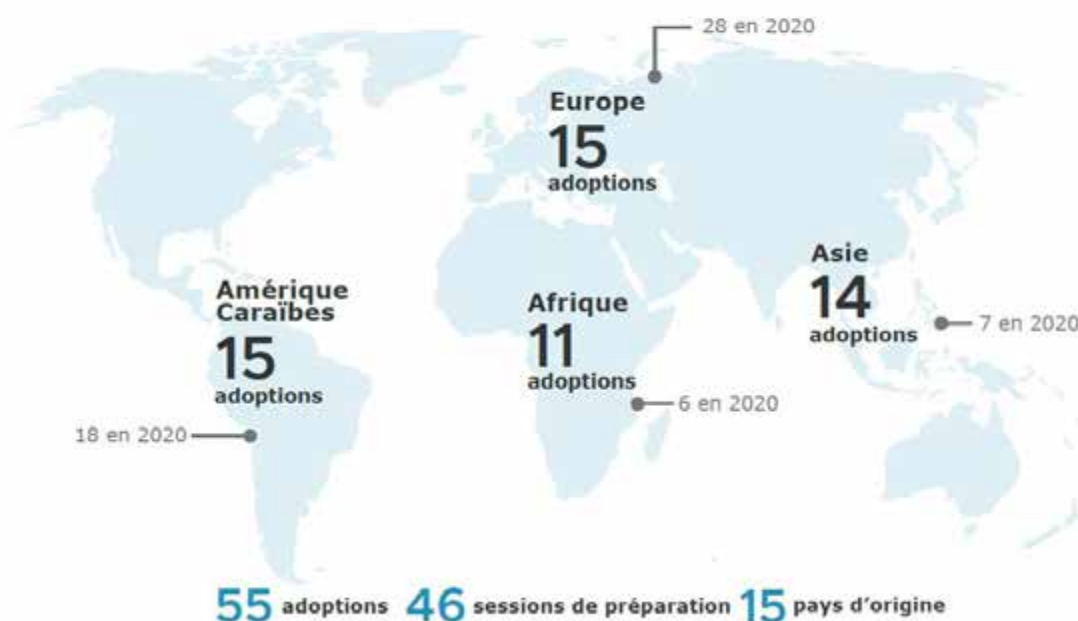 28 en 2020
Europe
15
adoptions
Asie
14
adoptions
7 en 2020
Amérique
Caraïbes
15
adoptions
18 en 2020
Afrique
11
adoptions
6 en 2020
55 adoptions 46 sessions de préparation 15 pays d'origine